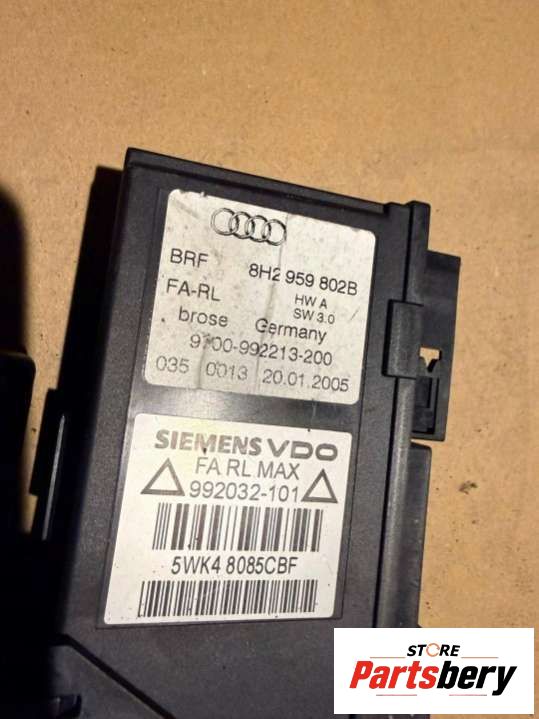 BRF 8H2 959 802B
FA-RL HW A
SW 3.0
brose Germany
9700-992213-200
035 0013 20.01.2005
SIEMENS VDO
FA RL MAX
992032-101
5WK4 8085CBF
STORE
Partsbery